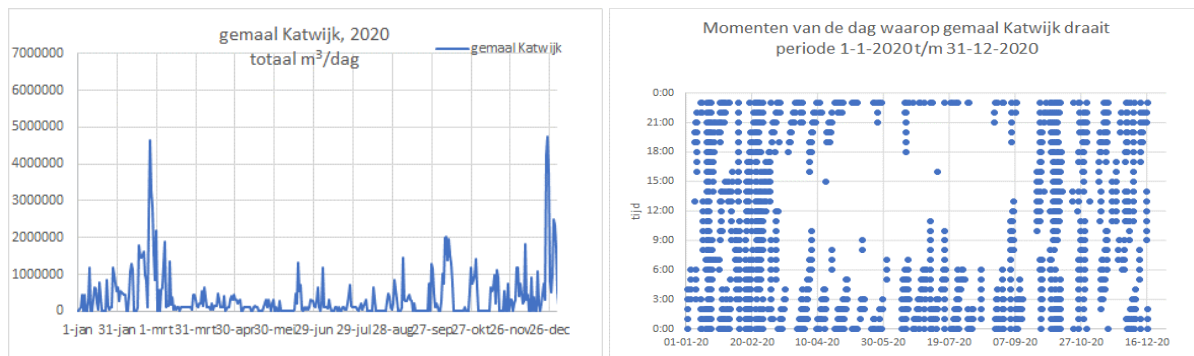 gemaal Katwijk, 2020
totaal m³/dag
gemaal Katwijk
7000000
6000000
5000000
4000000
3000000
2000000
1000000
0
1-jan 31-jan 1-mrt 31-mrt 30-apr 30-mei 29-jun 29-jul 28-aug 27-sep 27-okt 26-nov 26-dec
Momenten van de dag waarop gemaal Katwijk draait
periode 1-1-2020 t/m 31-12-2020
tijd
0:00
21:00
18:00
15:00
12:00
9:00
6:00
3:00
0:00
01-01-20 20-02-20 10-04-20 30-05-20 19-07-20 07-09-20 27-10-20 16-12-20